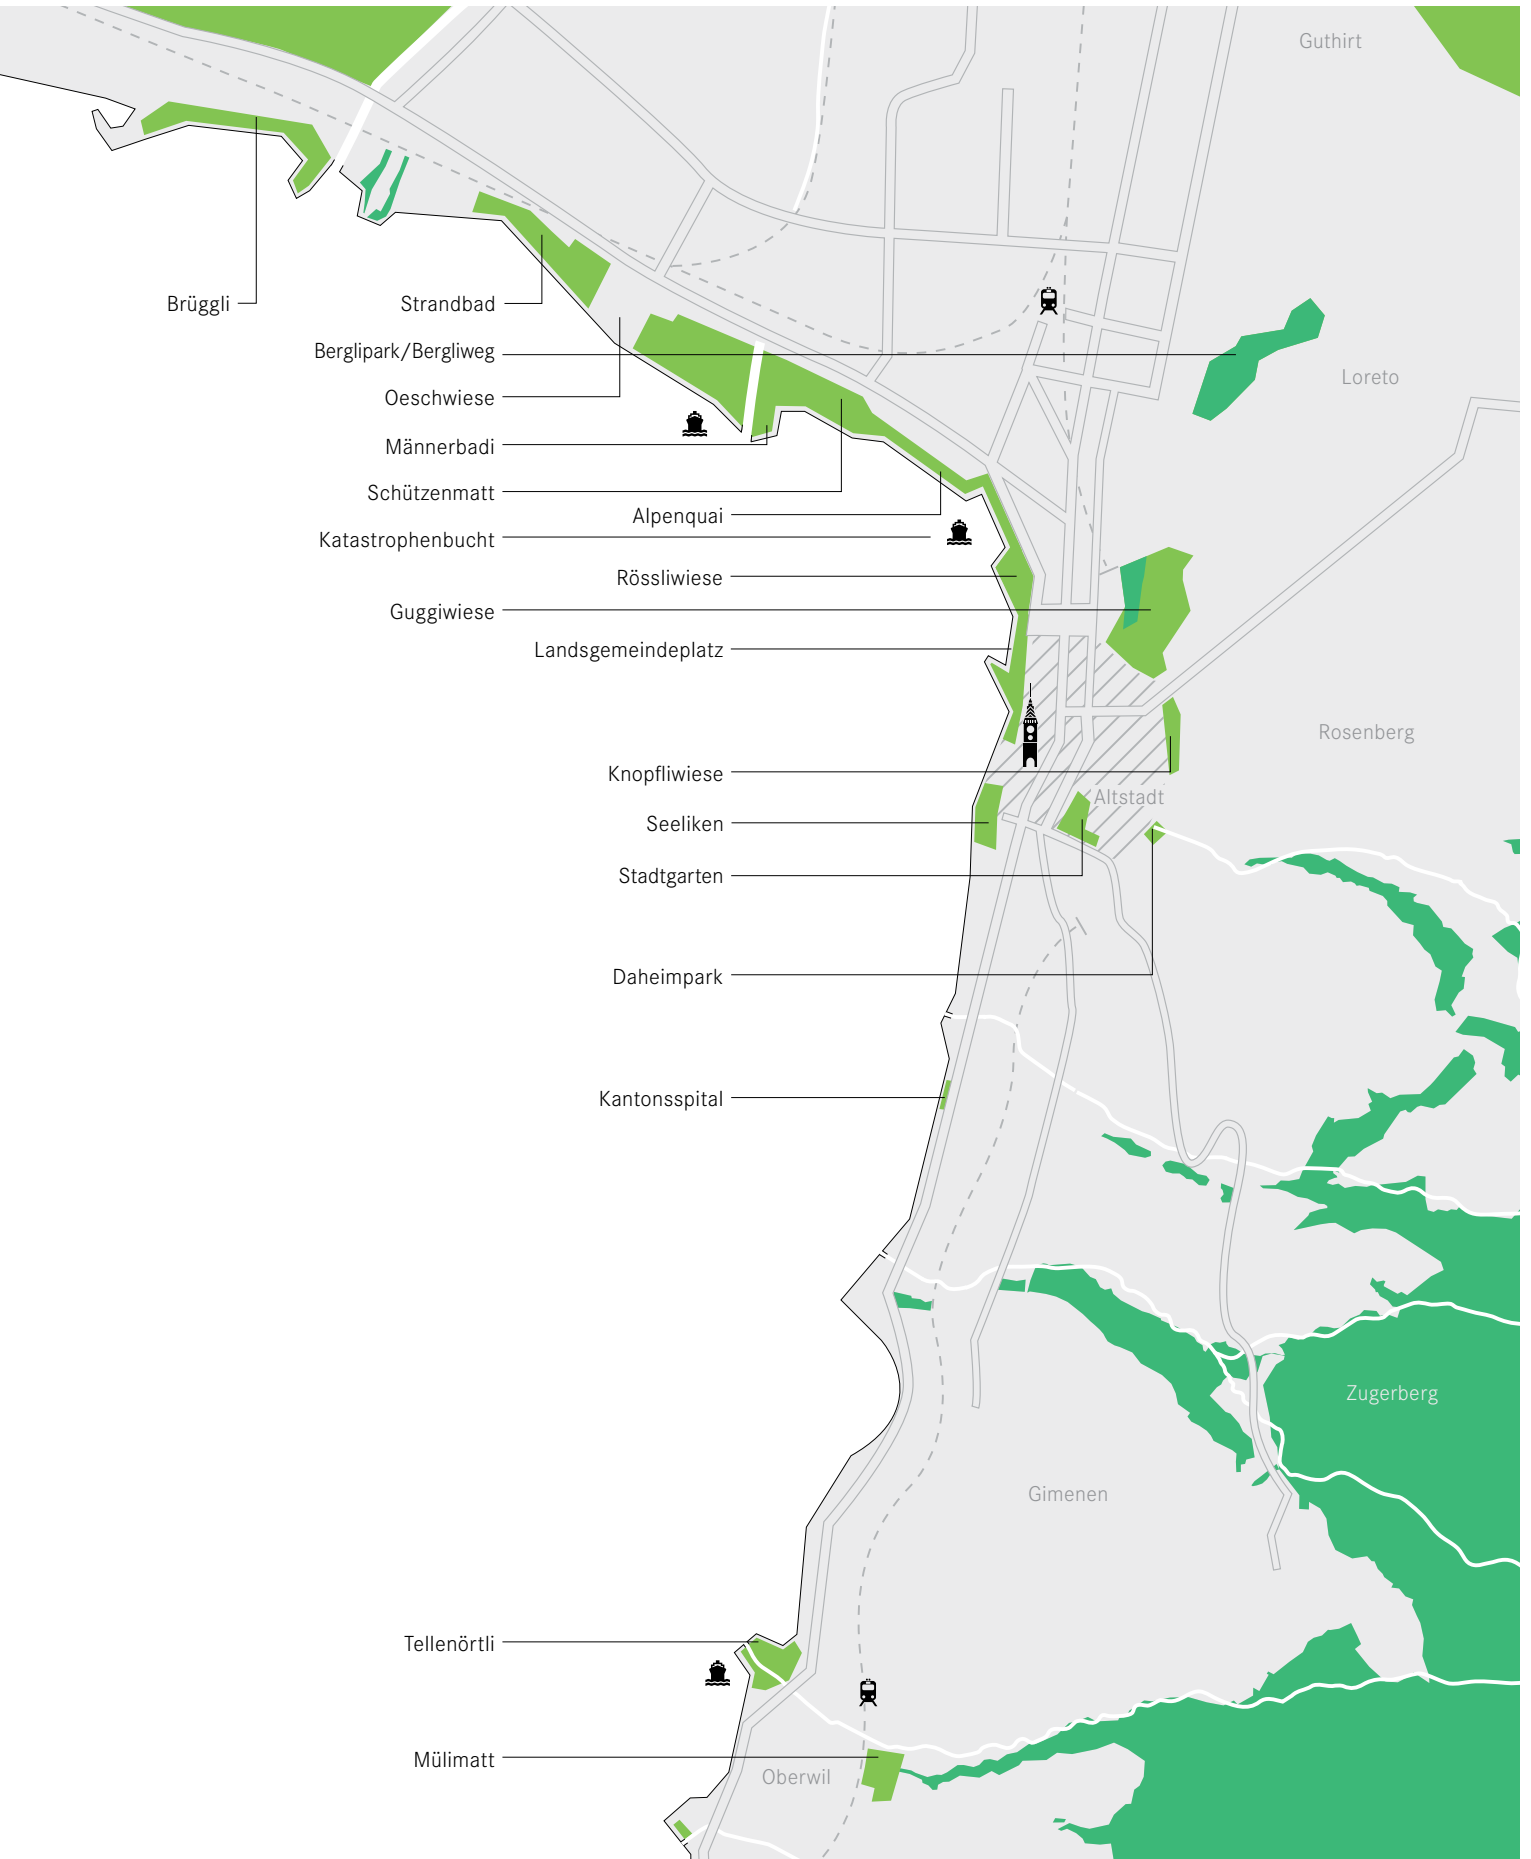 Guthirt
Brüggli
Strandbad
Berglipark/Bergliweg
Loreto
Oeschwiese
Männerbadi
Schützenmatt
Alpenquai
Katastrophenbucht
Rössliwiese
Guggiwiese
Landsgemeindeplatz
Rosenberg
Knopfliwiese
Altstadt
Seeliken
Stadtgarten
Daheimpark
Kantonsspital
Zugerberg
Gimenen
Tellenörtli
Mülimatt
Oberwil